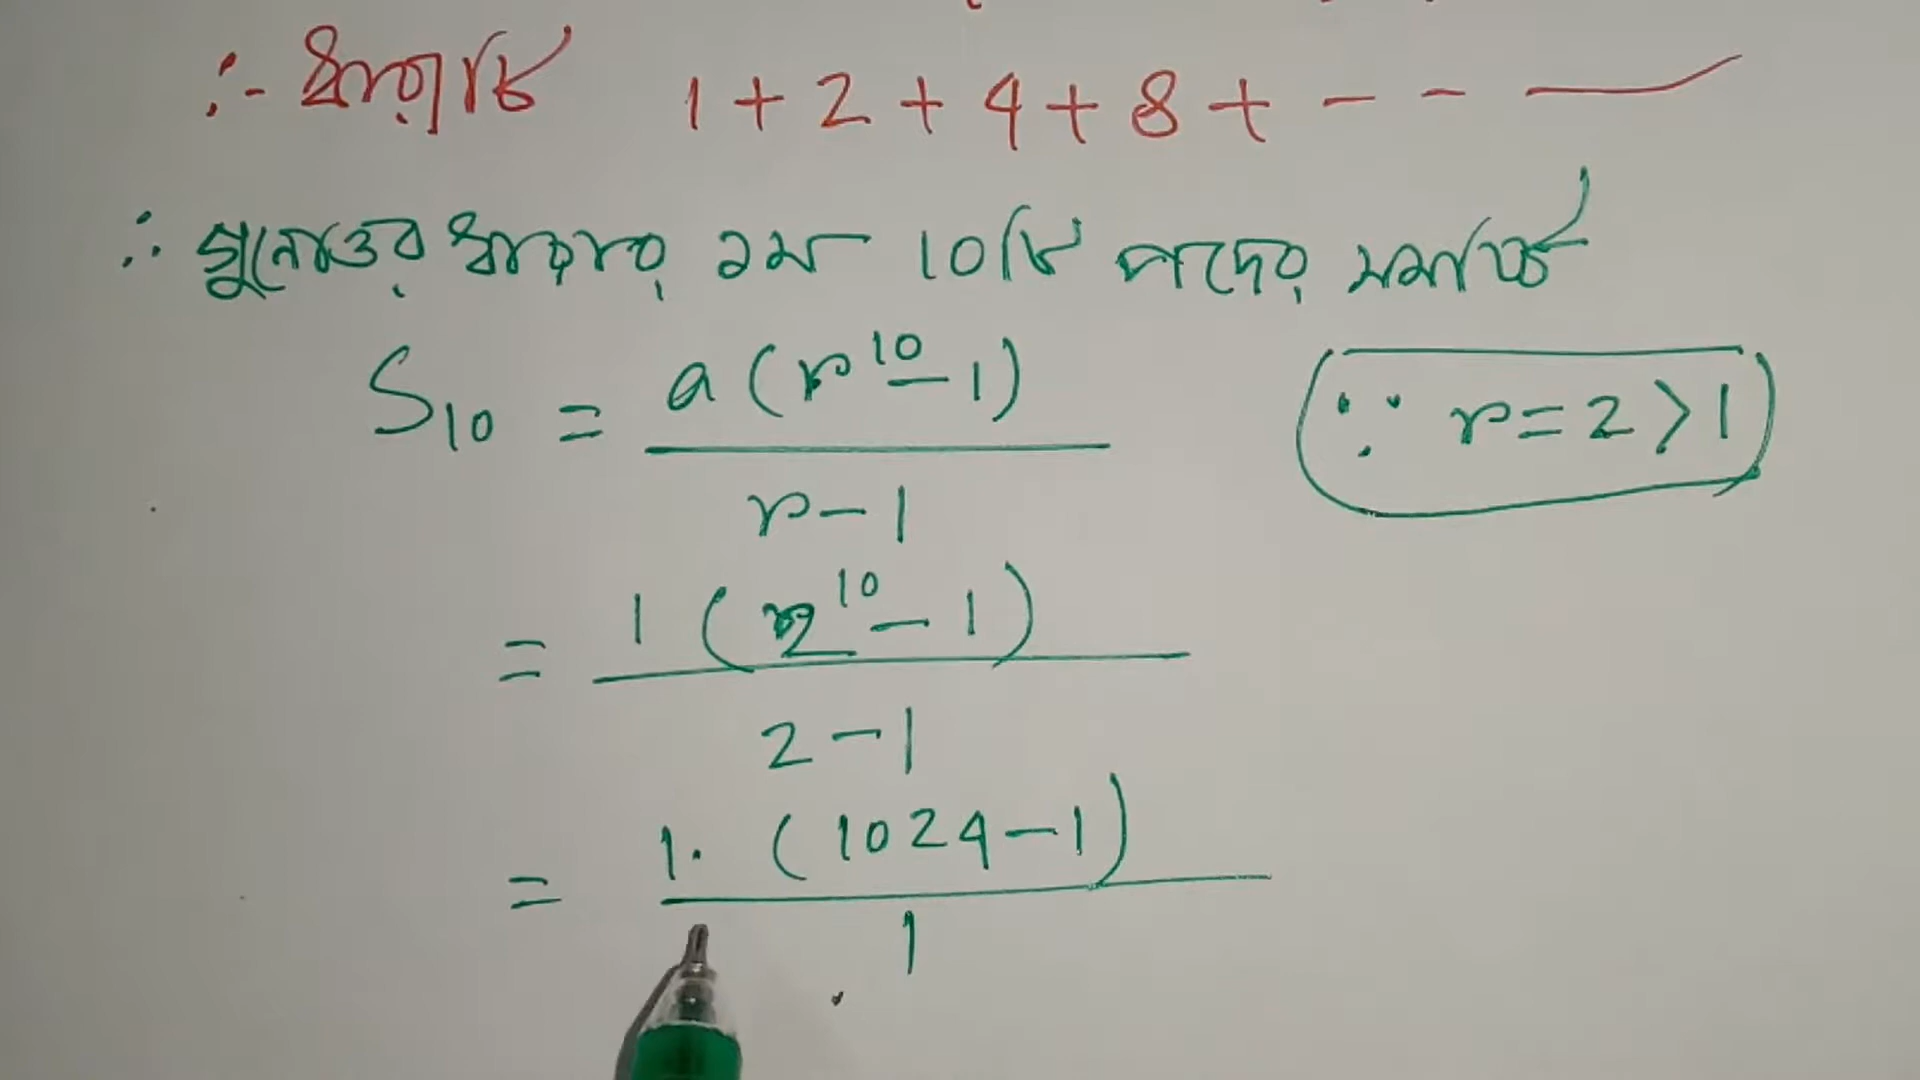 ∴ ধারাটি 1 + 2 + 4 + 8 + - - —
∴ গুনোত্তর ধারার ১ম 10টি পদের সমষ্টি
S₁₀ = a(r¹⁰ - 1) / r - 1 (∵ r = 2 > 1)
= 1(2¹⁰ - 1) / 2 - 1
= 1. (1024 - 1) / 1